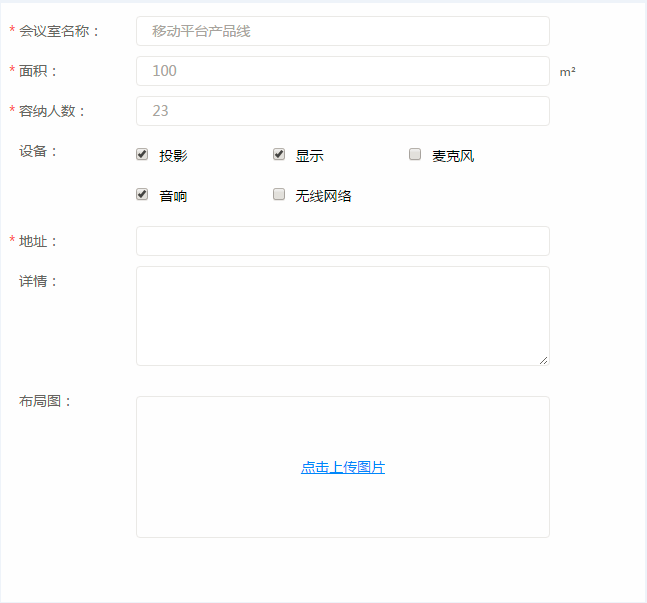 * 会议室名称： 移动平台产品线
* 面积： 100 m²
* 容纳人数： 23
设备： 投影 显示 麦克风
音响 无线网络
* 地址：
详情：
布局图：
点击上传图片